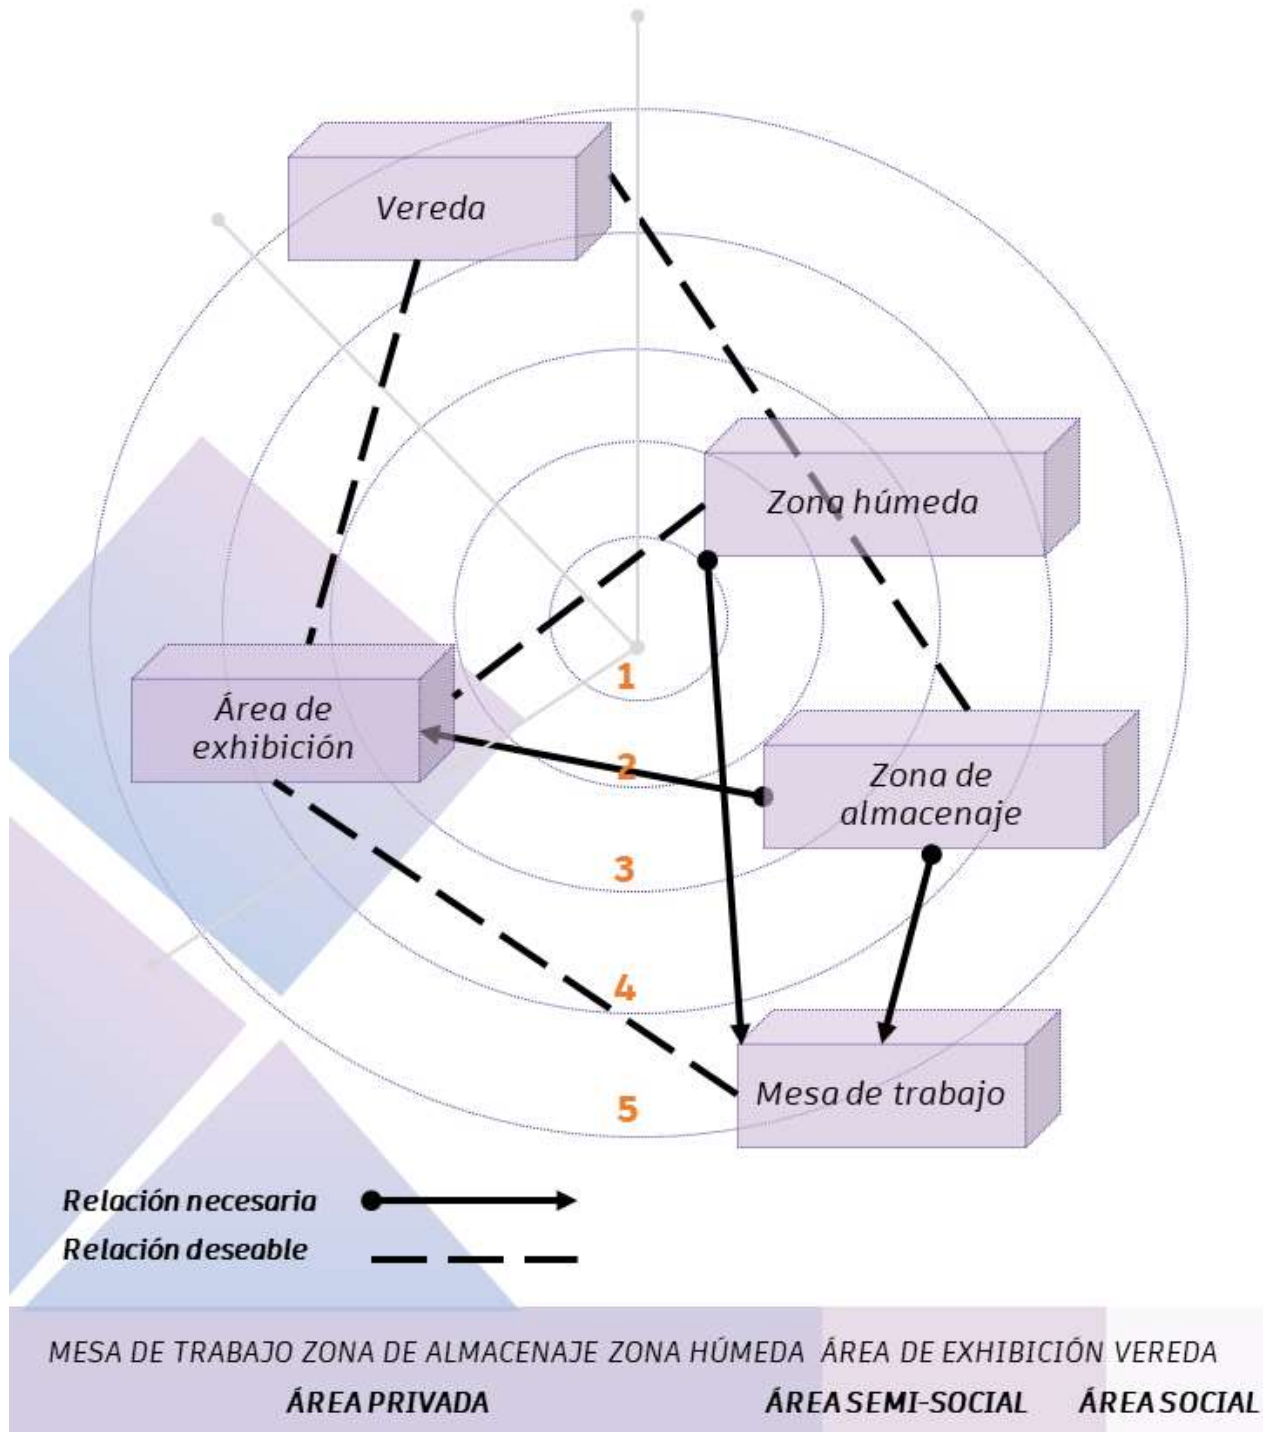 Vereda
Zona húmeda
Área de
exhibición
1
2
Zona de
almacenaje
3
4
Mesa de trabajo
5
Relación necesaria
Relación deseable
MESA DE TRABAJO ZONA DE ALMACENAJE ZONA HÚMEDA ÁREA DE EXHIBICIÓN VEREDA
ÁREA PRIVADA ÁREA SEMI-SOCIAL ÁREA SOCIAL